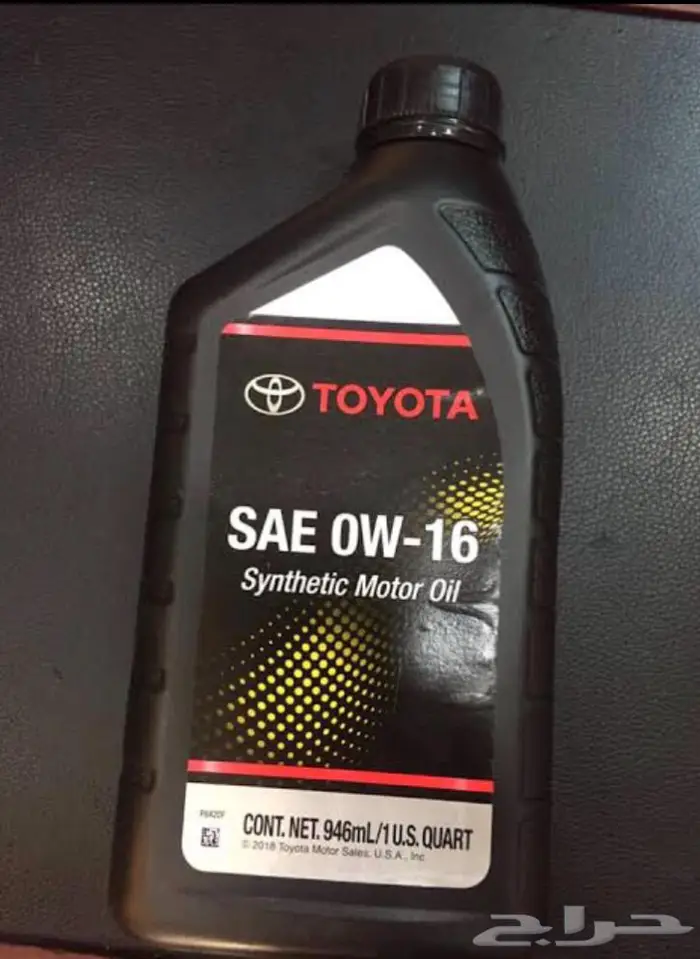 TOYOTA
SAE 0W-16
Synthetic Motor Oil
CONT. NET. 946mL/1 U.S. QUART
© 2018 Toyota Motor Sales, U.S.A., Inc
حراج